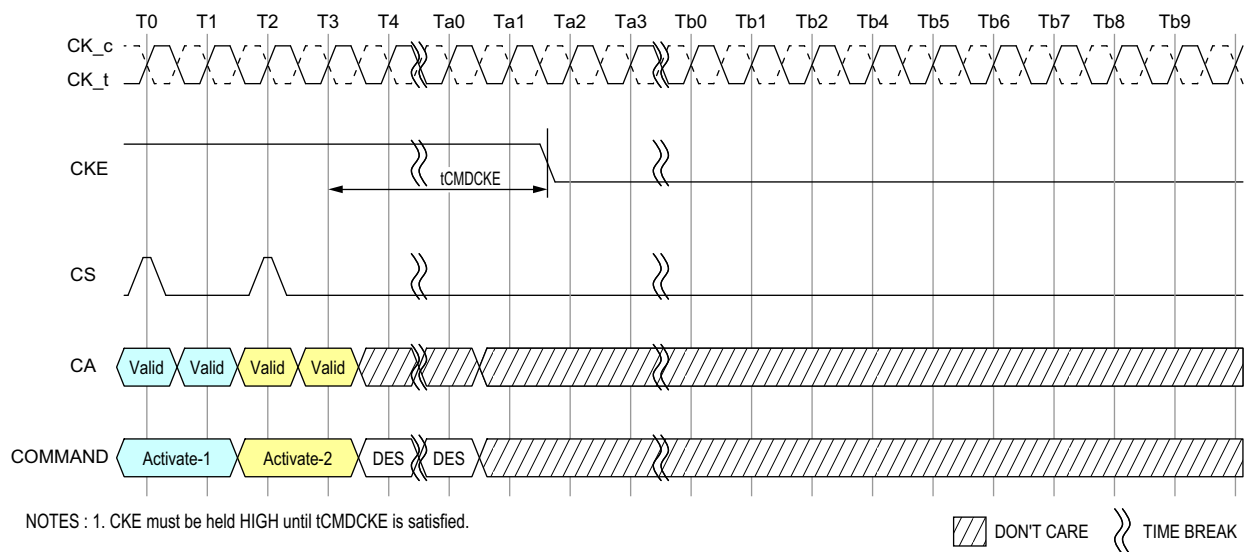 T0 T1 T2 T3 T4 Ta0 Ta1 Ta2 Ta3 Tb0 Tb1 Tb2 Tb4 Tb5 Tb6 Tb7 Tb8 Tb9
CK_c
CK_t
CKE
tCMDCKE
CS
CA Valid Valid Valid Valid
COMMAND Activate-1 Activate-2 DES DES
NOTES : 1. CKE must be held HIGH until tCMDCKE is satisfied.
DON'T CARE TIME BREAK